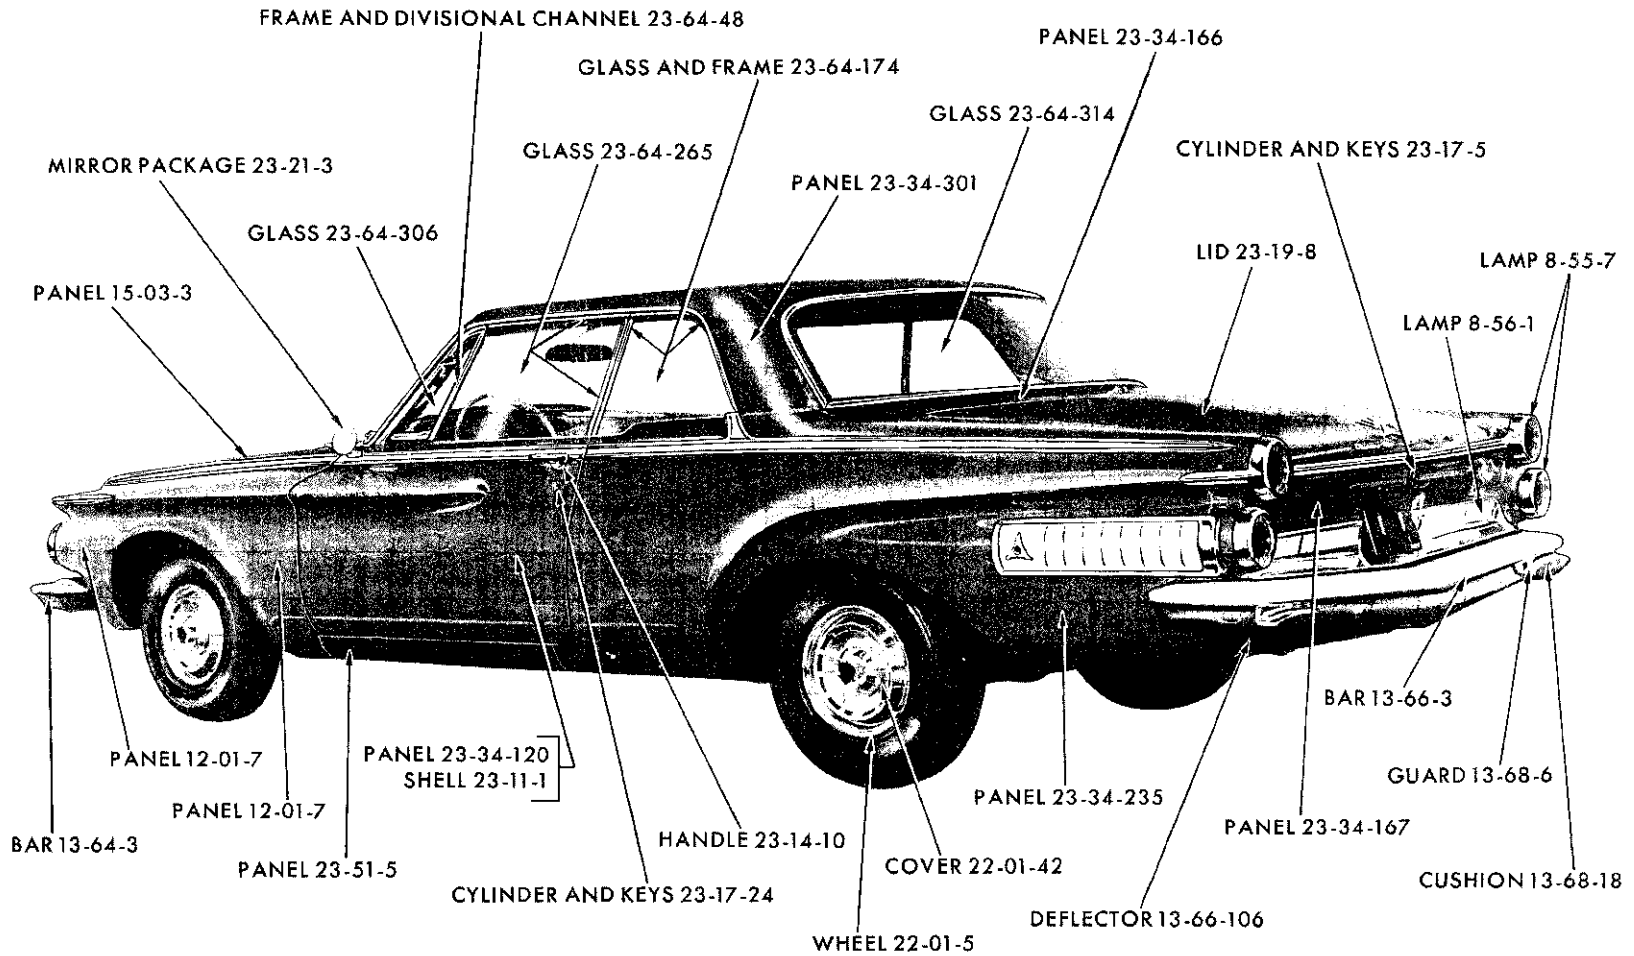 FRAME AND DIVISIONAL CHANNEL 23-64-48
PANEL 23-34-166
GLASS AND FRAME 23-64-174
GLASS 23-64-314
GLASS 23-64-265
CYLINDER AND KEYS 23-17-5
MIRROR PACKAGE 23-21-3
PANEL 23-34-301
GLASS 23-64-306
LID 23-19-8
LAMP 8-55-7
PANEL 15-03-3
LAMP 8-56-1
BAR 13-66-3
PANEL 23-34-120
SHELL 23-11-1
PANEL 12-01-7
GUARD 13-68-6
PANEL 23-34-235
PANEL 12-01-7
PANEL 23-34-167
BAR 13-64-3
HANDLE 23-14-10
COVER 22-01-42
PANEL 23-51-5
CUSHION 13-68-18
CYLINDER AND KEYS 23-17-24
DEFLECTOR 13-66-106
WHEEL 22-01-5